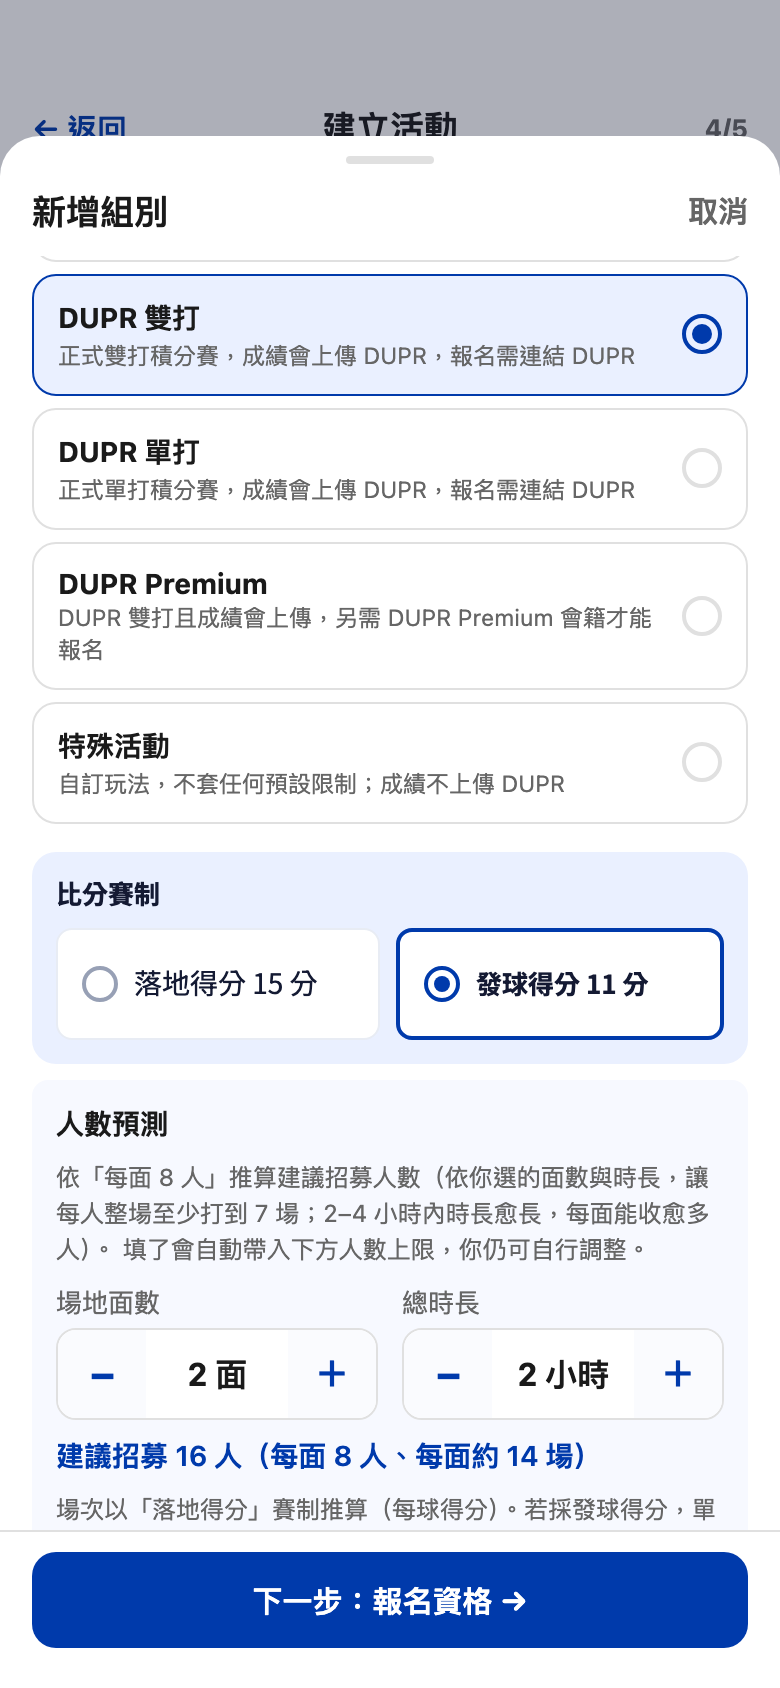 ← 返回
建立活動
4/5
新增組別
取消
DUPR 雙打
正式雙打積分賽，成績會上傳 DUPR，報名需連結 DUPR
DUPR 單打
正式單打積分賽，成績會上傳 DUPR，報名需連結 DUPR
DUPR Premium
DUPR 雙打且成績會上傳，另需 DUPR Premium 會籍才能
報名
特殊活動
自訂玩法，不套任何預設限制；成績不上傳 DUPR
比分賽制
落地得分 15 分
發球得分 11 分
人數預測
依「每面 8 人」推算建議招募人數（依你選的面數與時長，讓
每人整場至少打到 7 場；2–4 小時內時長愈長，每面能收愈多
人）。 填了會自動帶入下方人數上限，你仍可自行調整。
場地面數
總時長
− 2 面 +
− 2 小時 +
建議招募 16 人（每面 8 人、每面約 14 場）
場次以「落地得分」賽制推算（每球得分）。若採發球得分，單
下一步：報名資格 →